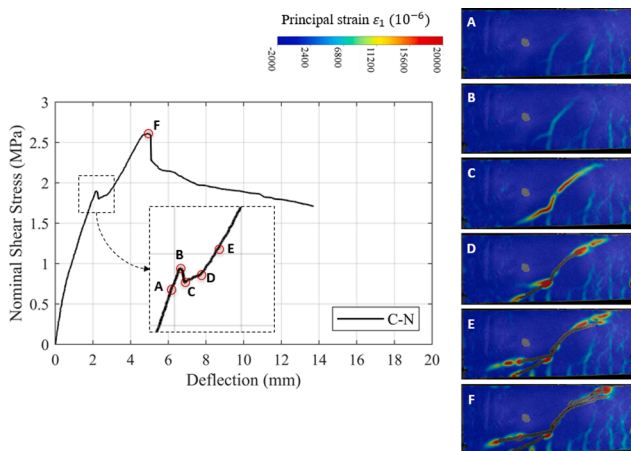 Principal strain ε₁ (10⁻⁶)
-2000
2400
6800
11200
15600
20000
Nominal Shear Stress (MPa)
3
2.5
2
1.5
1
0.5
0
F
B
A
C
D
E
C-N
0 2 4 6 8 10 12 14 16 18 20
Deflection (mm)
A
B
C
D
E
F